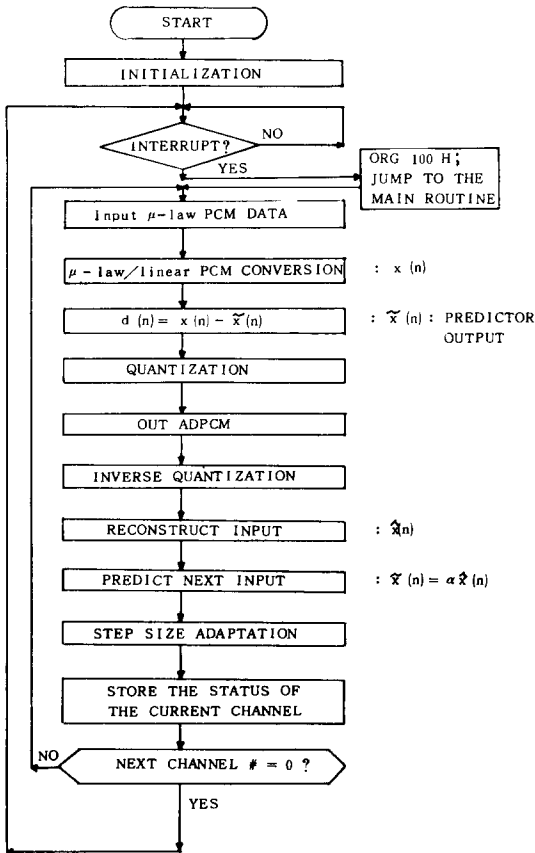 START
INITIALIZATION
INTERRUPT?
NO
YES
ORG 100 H;
JUMP TO THE
MAIN ROUTINE
Input μ-law PCM DATA
μ - law/linear PCM CONVERSION
: x (n)
d (n) = x (n) - x̃ (n)
: x̃ (n) : PREDICTOR
OUTPUT
QUANTIZATION
OUT ADPCM
INVERSE QUANTIZATION
RECONSTRUCT INPUT
: x̂(n)
PREDICT NEXT INPUT
: x̃ (n) = α x̂ (n)
STEP SIZE ADAPTATION
STORE THE STATUS OF
THE CURRENT CHANNEL
NO
NEXT CHANNEL # = 0 ?
YES